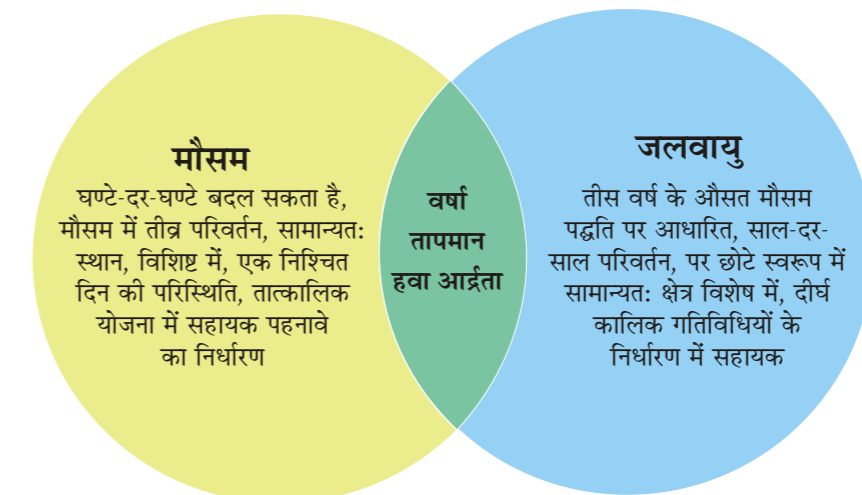 मौसम
घण्टे-दर-घण्टे बदल सकता है,
मौसम में तीव्र परिवर्तन, सामान्यत:
स्थान, विशिष्ट में, एक निश्चित
दिन की परिस्थिति, तात्कालिक
योजना में सहायक पहनावे
का निर्धारण
वर्षा
तापमान
हवा आर्द्रता
जलवायु
तीस वर्ष के औसत मौसम
पद्धति पर आधारित, साल-दर-
साल परिवर्तन, पर छोटे स्वरूप में
सामान्यत: क्षेत्र विशेष में, दीर्घ
कालिक गतिविधियों के
निर्धारण में सहायक